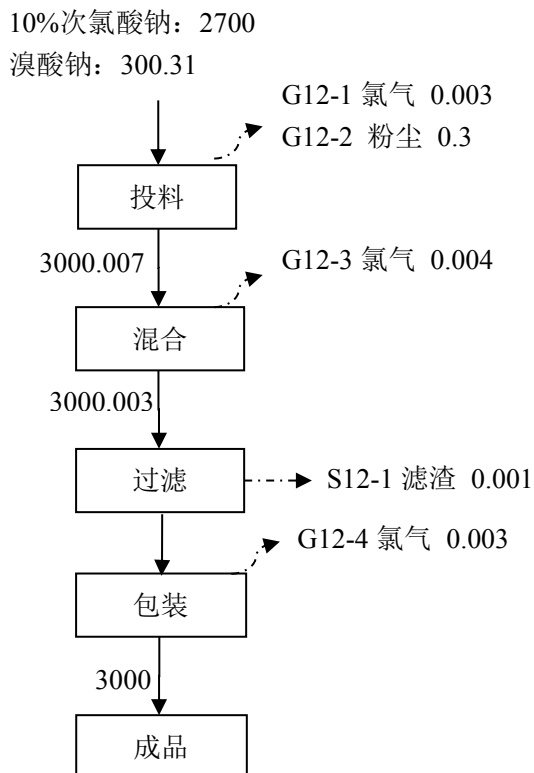 10%次氯酸钠：2700
溴酸钠：300.31
G12-1 氯气 0.003
G12-2 粉尘 0.3
投料
3000.007
G12-3 氯气 0.004
混合
3000.003
过滤
S12-1 滤渣 0.001
G12-4 氯气 0.003
包装
3000
成品